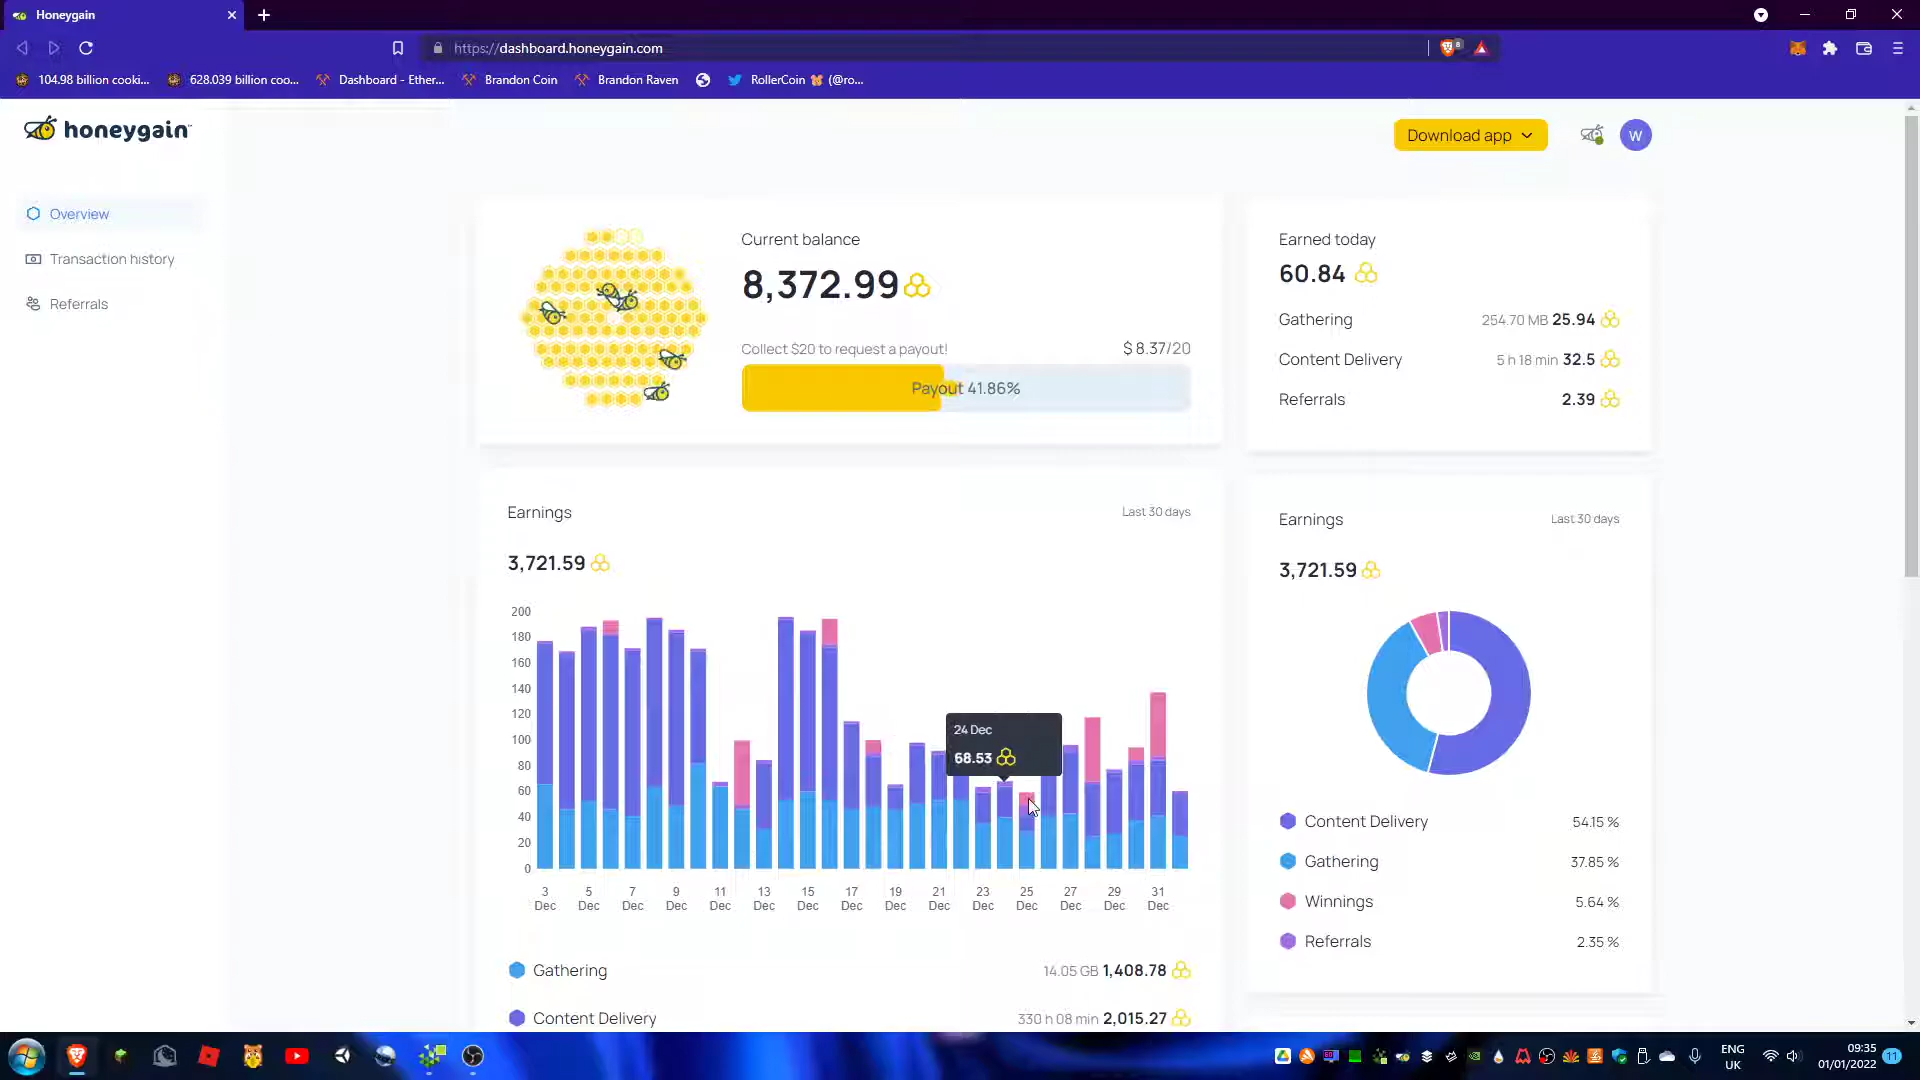 Honeygain
https://dashboard.honeygain.com
8
104.98 billion cooki...
628.039 billion coo...
Dashboard - Ether...
Brandon Coin
Brandon Raven
RollerCoin 🐹 (@ro...
honeygain
Download app
W
Overview
Transaction history
Referrals
Current balance
8,372.99
Collect $20 to request a payout!
$ 8.37/20
Payout 41.86%
Earned today
60.84
Gathering 254.70 MB 25.94
Content Delivery 5 h 18 min 32.5
Referrals 2.39
Earnings Last 30 days
3,721.59
200
180
160
140
120
100
80
60
40
20
0
24 Dec
68.53
3 5 7 9 11 13 15 17 19 21 23 25 27 29 31
Dec Dec Dec Dec Dec Dec Dec Dec Dec Dec Dec Dec Dec Dec Dec
Gathering 14.05 GB 1,408.78
Content Delivery 330 h 08 min 2,015.27
Earnings Last 30 days
3,721.59
Content Delivery 54.15 %
Gathering 37.85 %
Winnings 5.64 %
Referrals 2.35 %
ENG
UK
09:35
01/01/2022
11